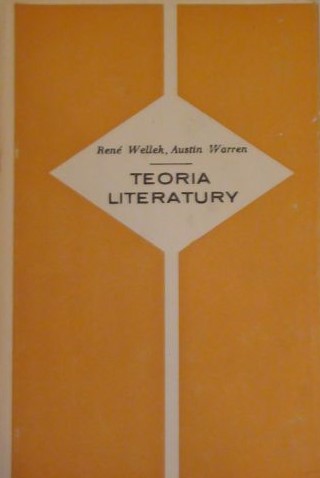 René Wellek, Austin Warren
TEORIA
LITERATURY